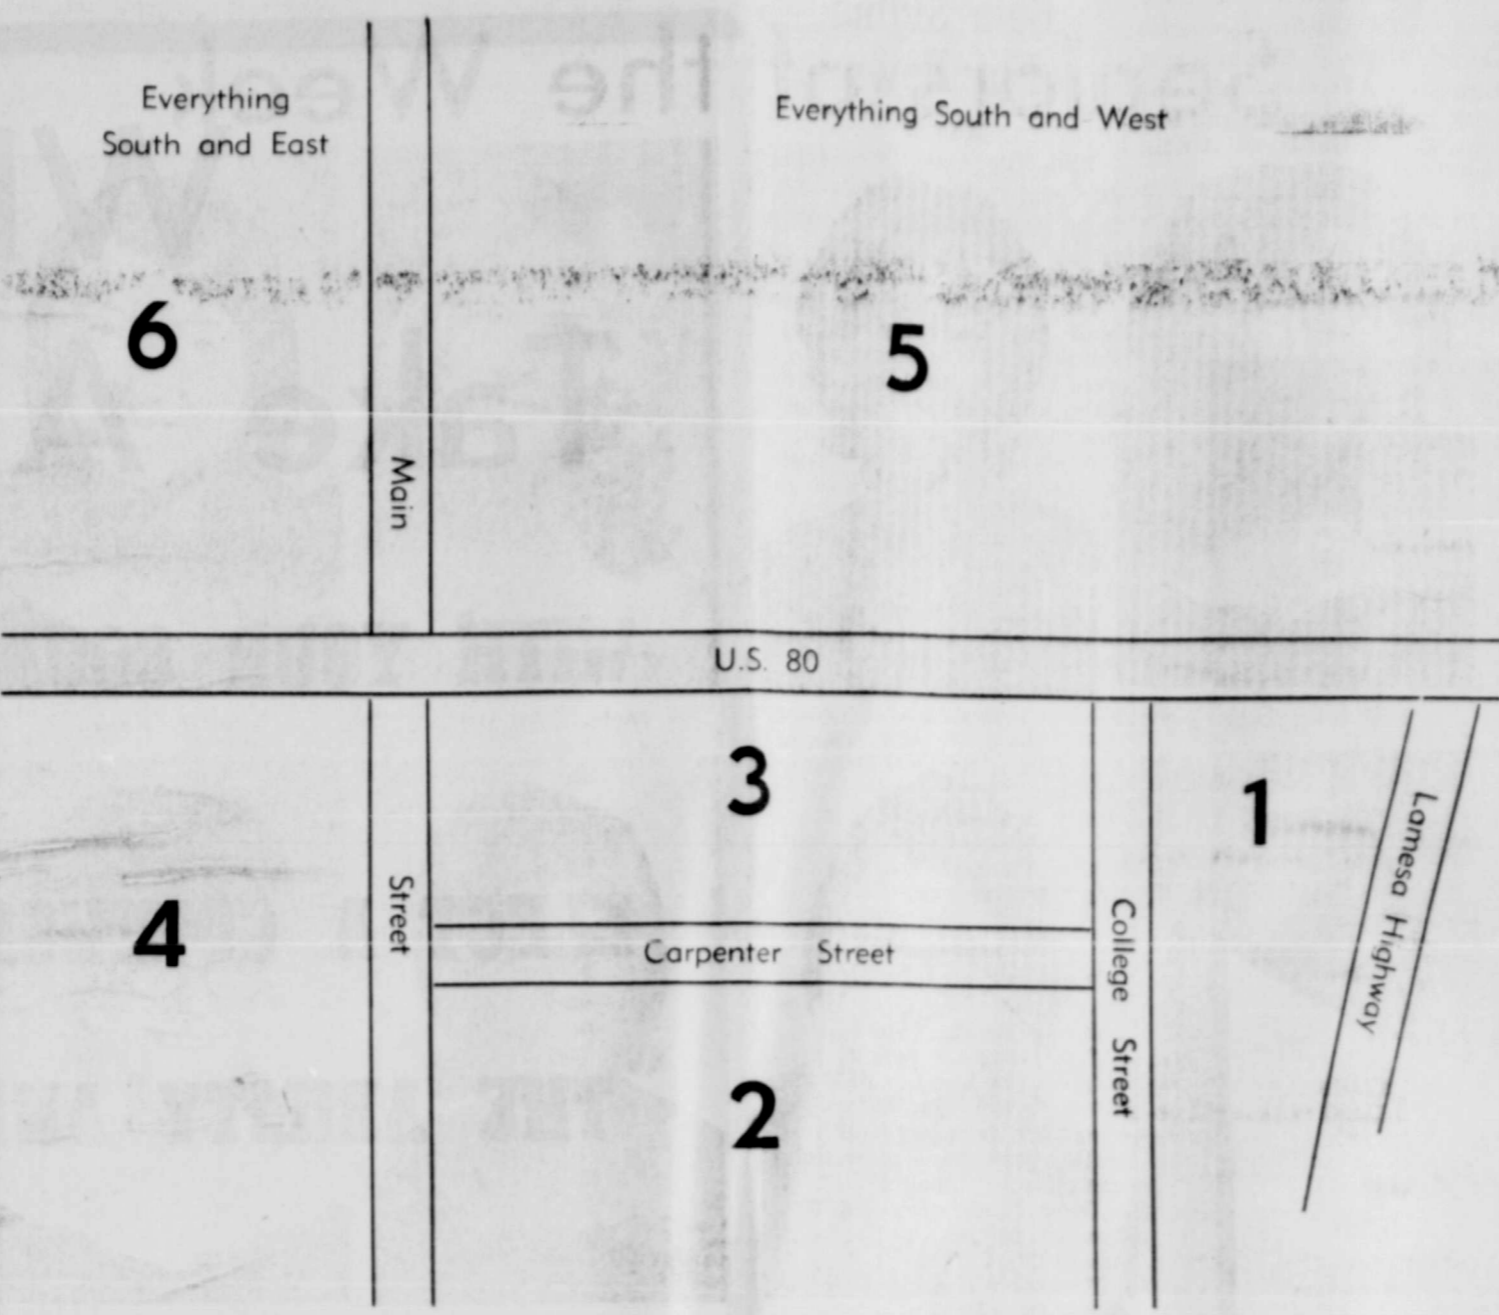 Everything
South and East
Everything South and West
6
5
Main
U.S. 80
3
1
Lamesa Highway
4
Street
Carpenter Street
College Street
2